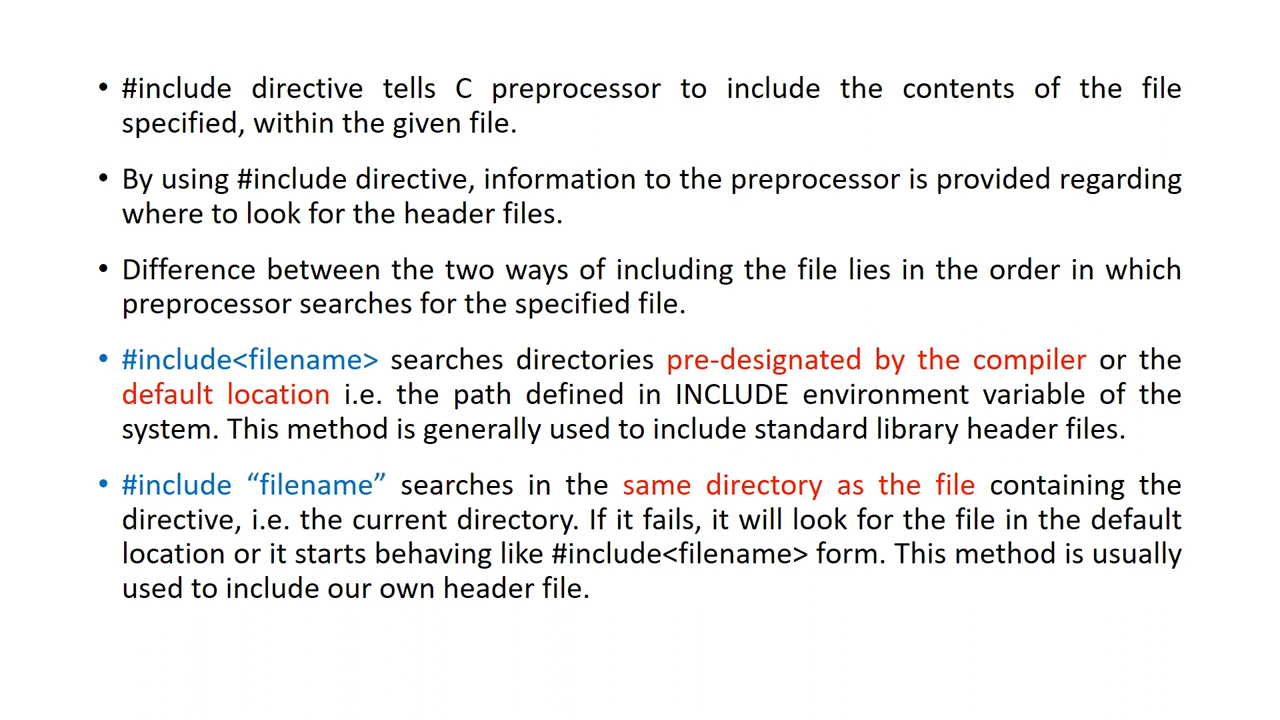 • #include directive tells C preprocessor to include the contents of the file
specified, within the given file.
• By using #include directive, information to the preprocessor is provided regarding
where to look for the header files.
• Difference between the two ways of including the file lies in the order in which
preprocessor searches for the specified file.
• #include<filename> searches directories pre-designated by the compiler or the
default location i.e. the path defined in INCLUDE environment variable of the
system. This method is generally used to include standard library header files.
• #include “filename” searches in the same directory as the file containing the
directive, i.e. the current directory. If it fails, it will look for the file in the default
location or it starts behaving like #include<filename> form. This method is usually
used to include our own header file.